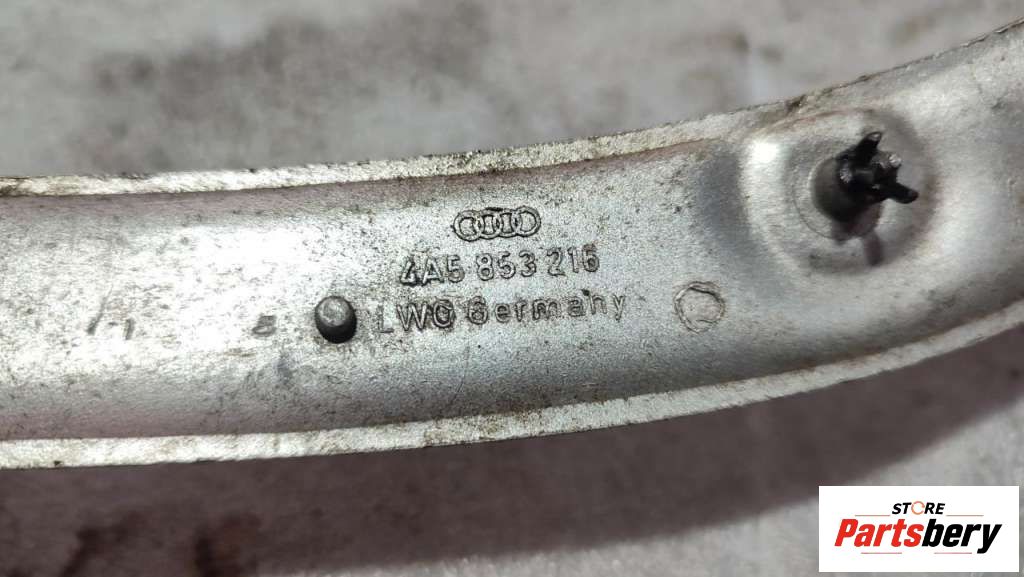 4A5 853 216
LWG Germany
STORE
Partsbery